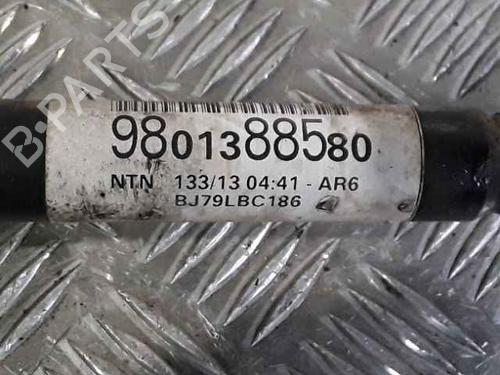 B-PARTS
9801388580
NTN 133/13 04:41 - AR6
BJ79LBC186